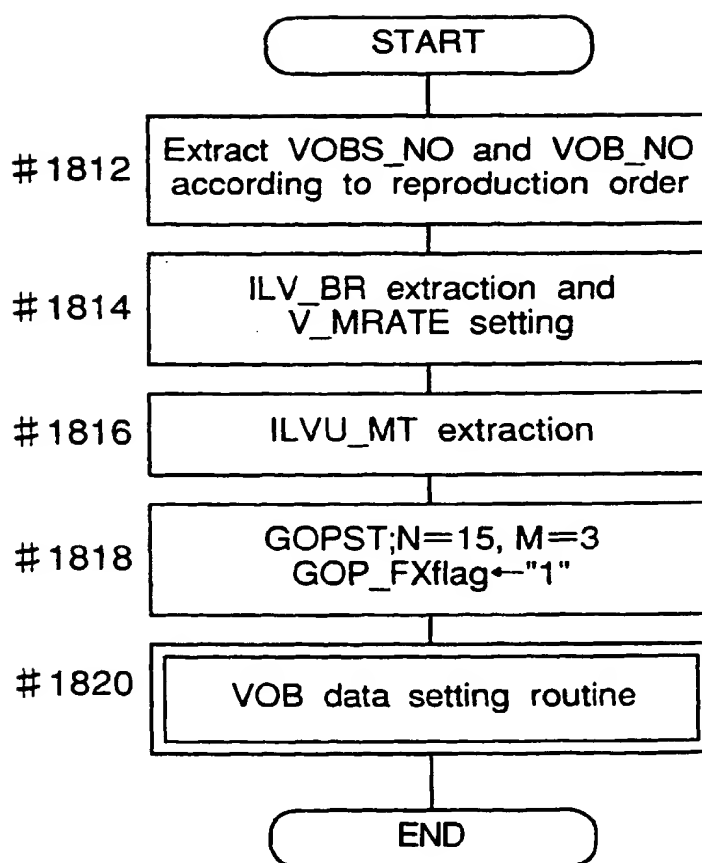 START
#1812
Extract VOBS_NO and VOB_NO
according to reproduction order
#1814
ILV_BR extraction and
V_MRATE setting
#1816
ILVU_MT extraction
#1818
GOPST;N=15, M=3
GOP_FXflag←"1"
#1820
VOB data setting routine
END